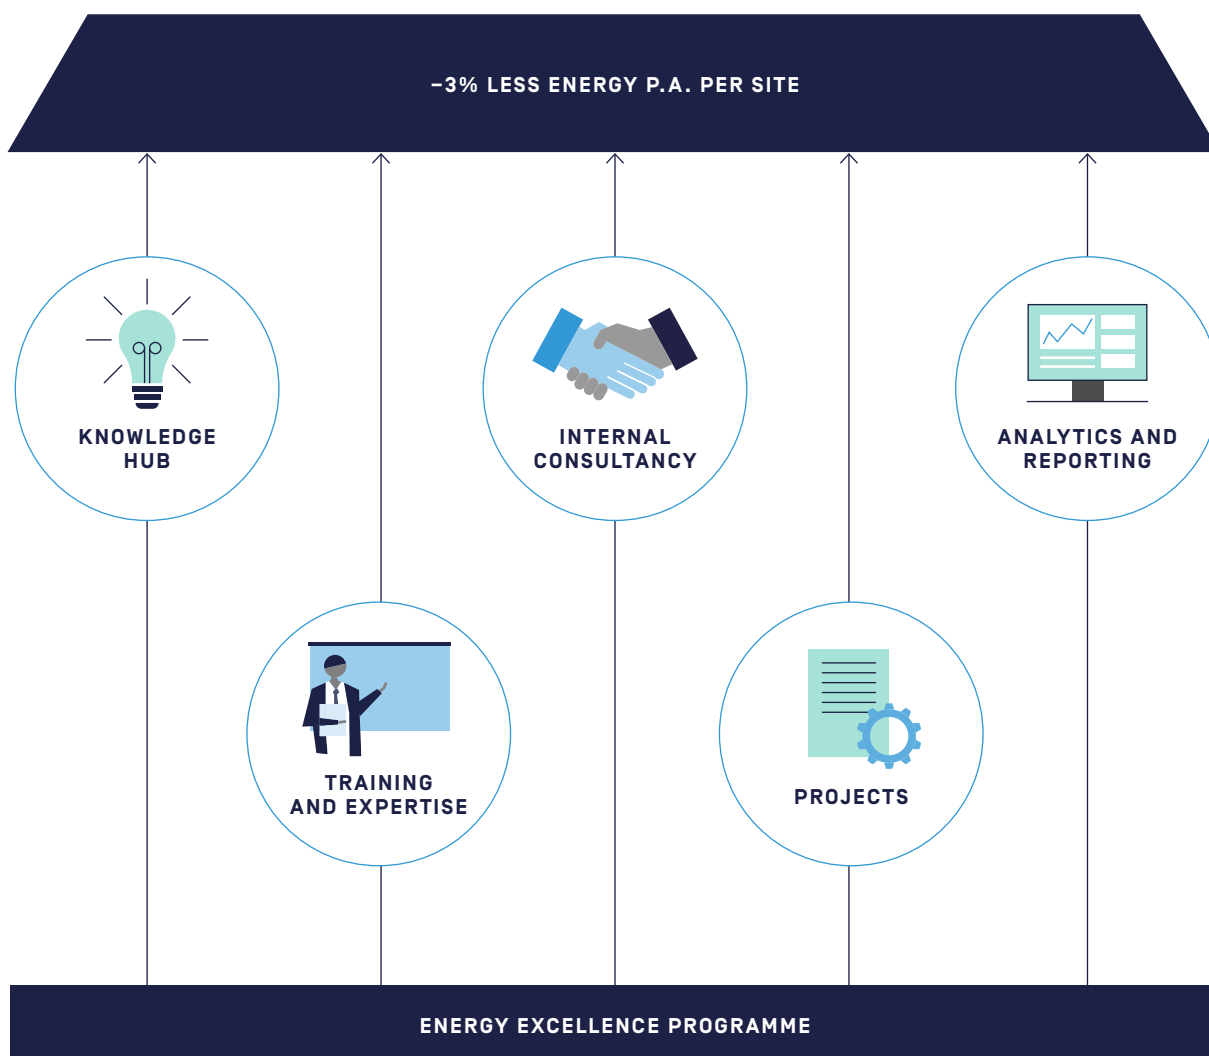 –3% LESS ENERGY P.A. PER SITE
KNOWLEDGE
HUB
INTERNAL
CONSULTANCY
ANALYTICS AND
REPORTING
TRAINING
AND EXPERTISE
PROJECTS
ENERGY EXCELLENCE PROGRAMME